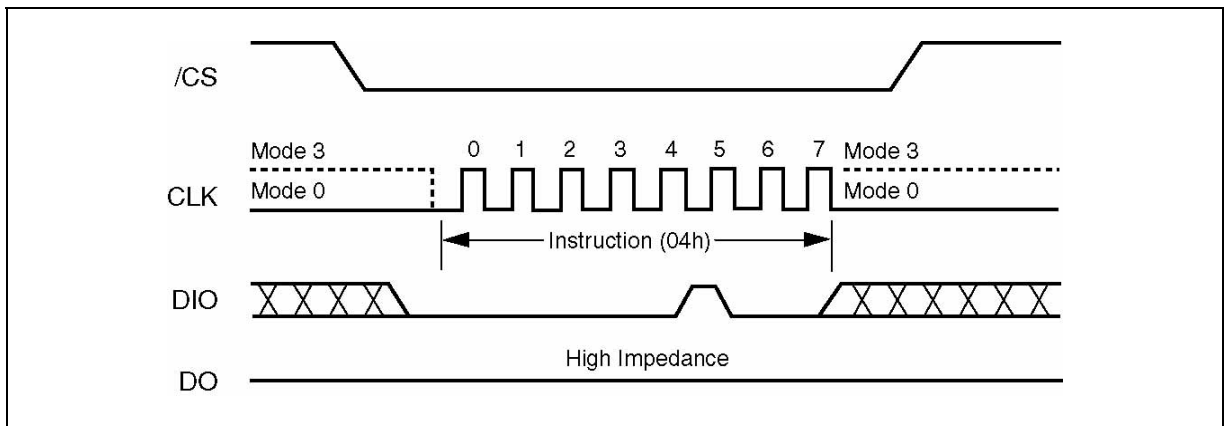 /CS
Mode 3 0 1 2 3 4 5 6 7 Mode 3
CLK Mode 0 Mode 0
Instruction (04h)
DIO
High Impedance
DO